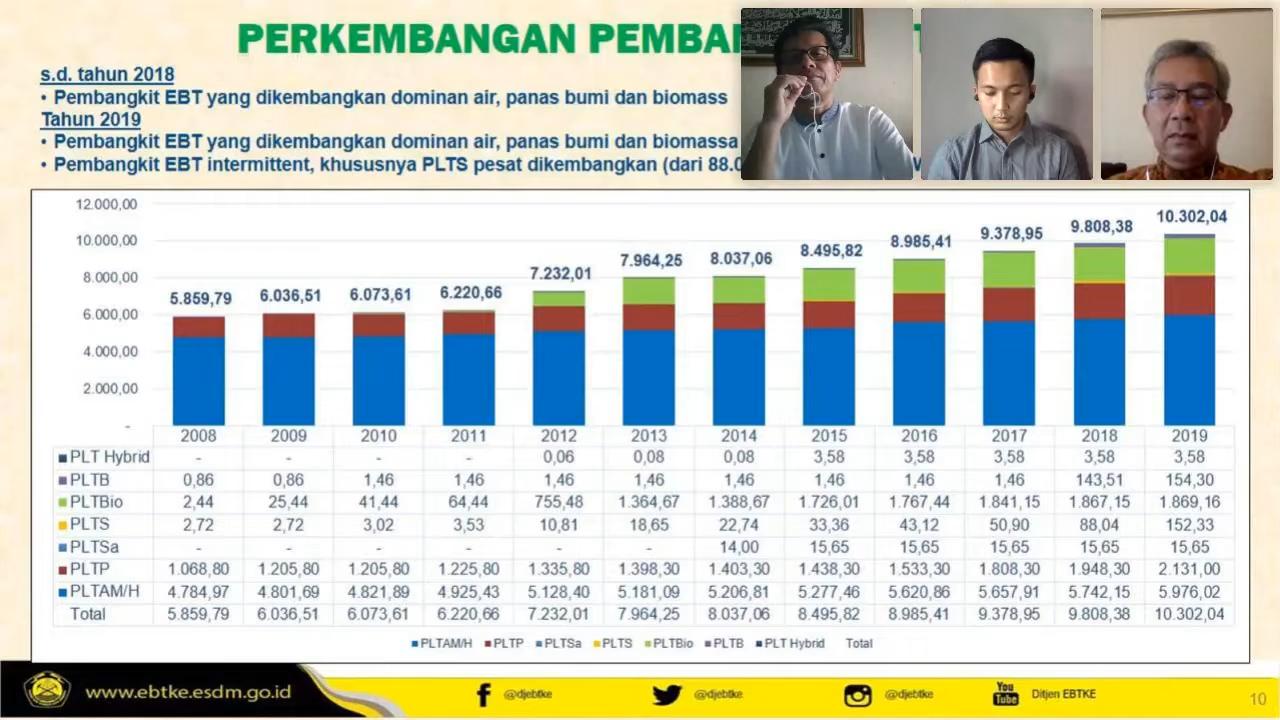 PERKEMBANGAN
s.d. tahun 2018
• Pembangkit EBT yang dikembangkan dominan air, panas bumi dan biomass
Tahun 2019
• Pembangkit EBT yang dikembangkan dominan air, panas bumi dan biomassa
• Pembangkit EBT intermittent, khususnya PLTS pesat dikembangkan (dari 88.0
12.000,00
10.000,00
8.000,00
6.000,00
4.000,00
2.000,00
-
5.859,79 6.036,51 6.073,61 6.220,66 7.232,01 7.964,25 8.037,06 8.495,82 8.985,41 9.378,95 9.808,38 10.302,04
2008 2009 2010 2011 2012 2013 2014 2015 2016 2017 2018 2019
PLT Hybrid - - - - 0,06 0,08 0,08 3,58 3,58 3,58 3,58 3,58
PLTB 0,86 0,86 1,46 1,46 1,46 1,46 1,46 1,46 1,46 1,46 143,51 154,30
PLTBio 2,44 25,44 41,44 64,44 755,48 1.364,67 1.388,67 1.726,01 1.767,44 1.841,15 1.867,15 1.869,16
PLTS 2,72 2,72 3,02 3,53 10,81 18,65 22,74 33,36 43,12 50,90 88,04 152,33
PLTSa - - - - - - 14,00 15,65 15,65 15,65 15,65 15,65
PLTP 1.068,80 1.205,80 1.205,80 1.225,80 1.335,80 1.398,30 1.403,30 1.438,30 1.533,30 1.808,30 1.948,30 2.131,00
PLTAM/H 4.784,97 4.801,69 4.821,89 4.925,43 5.128,40 5.181,09 5.206,81 5.277,46 5.620,86 5.657,91 5.742,15 5.976,02
Total 5.859,79 6.036,51 6.073,61 6.220,66 7.232,01 7.964,25 8.037,06 8.495,82 8.985,41 9.378,95 9.808,38 10.302,04
PLTAM/H PLTP PLTSa PLTS PLTBio PLTB PLT Hybrid Total
www.ebtke.esdm.go.id
@djebtke
@djebtke
@djebtke
You Tube
Ditjen EBTKE
10